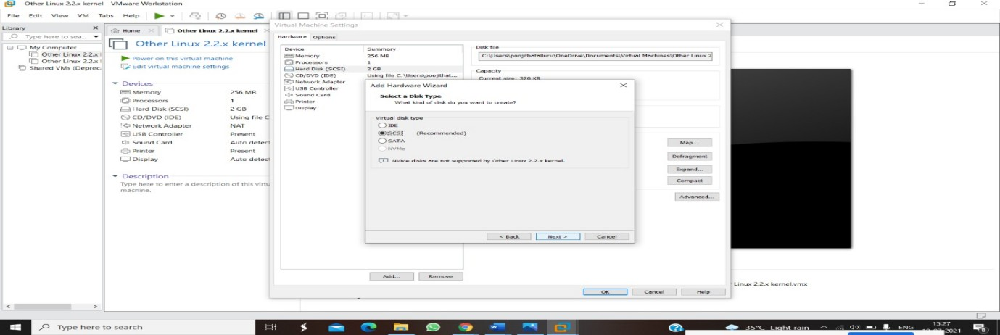 Other Linux 2.2.x kernel - VMware Workstation
File Edit View VM Tabs Help
Library
Type here to sea...
My Computer
Other Linux 2.2.x
Other Linux 2.2.x
Shared VMs (Deprec
Home
Other Linux 2.2.x kernel
Other Linux 2.2.x kernel
Power on this virtual machine
Edit virtual machine settings
Devices
Memory 256 MB
Processors 1
Hard Disk (SCSI) 2 GB
CD/DVD (IDE) Using file C
Network Adapter NAT
USB Controller Present
Sound Card Auto detect
Printer Present
Display Auto detect
Description
Type here to enter a description of this virtu
machine.
Virtual Machine Settings
Hardware Options
Device Summary
Memory 256 MB
Processors 1
Hard Disk (SCSI) 2 GB
CD/DVD (IDE) Using file C:\Users\poojithat...
Network Adapter
USB Controller
Sound Card
Printer
Display
Disk file
C:\Users\poojithatalluru\OneDrive\Documents\Virtual Machines\Other Linux 2
Capacity
Current size: 320 KB
Add Hardware Wizard
Select a Disk Type
What kind of disk do you want to create?
Virtual disk type
IDE
SCSI (Recommended)
SATA
NVMe
NVMe disks are not supported by Other Linux 2.2.x kernel.
< Back Next > Cancel
Map...
Defragment
Expand...
Compact
Advanced...
Add... Remove
OK Cancel Help
Linux 2.2.x kernel.vmx
Type here to search
35°C Light rain
ENG
15:27